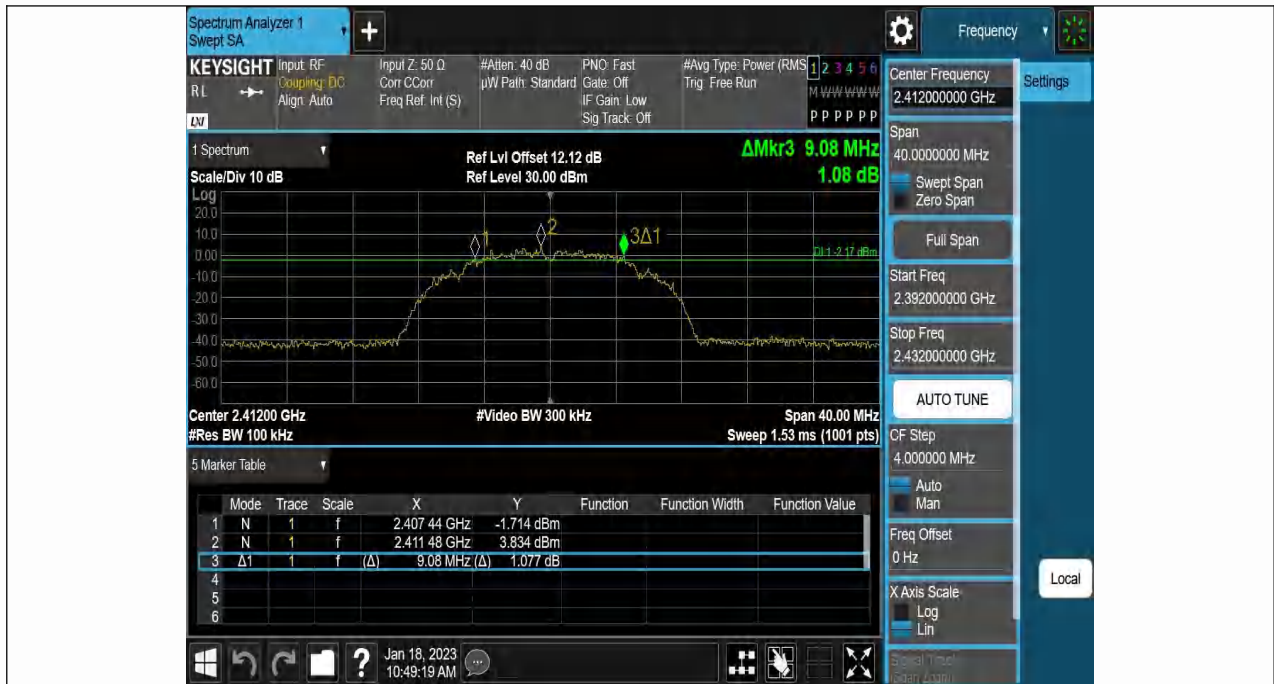 Spectrum Analyzer 1
Swept SA
+
Frequency
KEYSIGHT
RL
LXI
Input: RF
Coupling: DC
Align: Auto
Input Z: 50 Ω
Corr CCorr
Freq Ref: Int (S)
#Atten: 40 dB
µW Path: Standard
PNO: Fast
Gate: Off
IF Gain: Low
Sig Track: Off
#Avg Type: Power (RMS
Trig: Free Run
1 2 3 4 5 6
M W W W W W
P P P P P P
1 Spectrum
Scale/Div 10 dB
Ref Lvl Offset 12.12 dB
Ref Level 30.00 dBm
ΔMkr3 9.08 MHz
1.08 dB
Log
20.0
10.0
0.00
-10.0
-20.0
-30.0
-40.0
-50.0
-60.0
1
2
3Δ1
DL1 -2.17 dBm
Center 2.41200 GHz
#Res BW 100 kHz
#Video BW 300 kHz
Span 40.00 MHz
Sweep 1.53 ms (1001 pts)
5 Marker Table
Mode Trace Scale X Y Function Function Width Function Value
1 N 1 f 2.407 44 GHz -1.714 dBm
2 N 1 f 2.411 48 GHz 3.834 dBm
3 Δ1 1 f (Δ) 9.08 MHz (Δ) 1.077 dB
4
5
6
?
Jan 18, 2023
10:49:19 AM
Center Frequency
2.412000000 GHz
Span
40.0000000 MHz
Swept Span
Zero Span
Full Span
Start Freq
2.392000000 GHz
Stop Freq
2.432000000 GHz
AUTO TUNE
CF Step
4.000000 MHz
Auto
Man
Freq Offset
0 Hz
X Axis Scale
Log
Lin
Signal Track
(Span Zoom)
Settings
Local